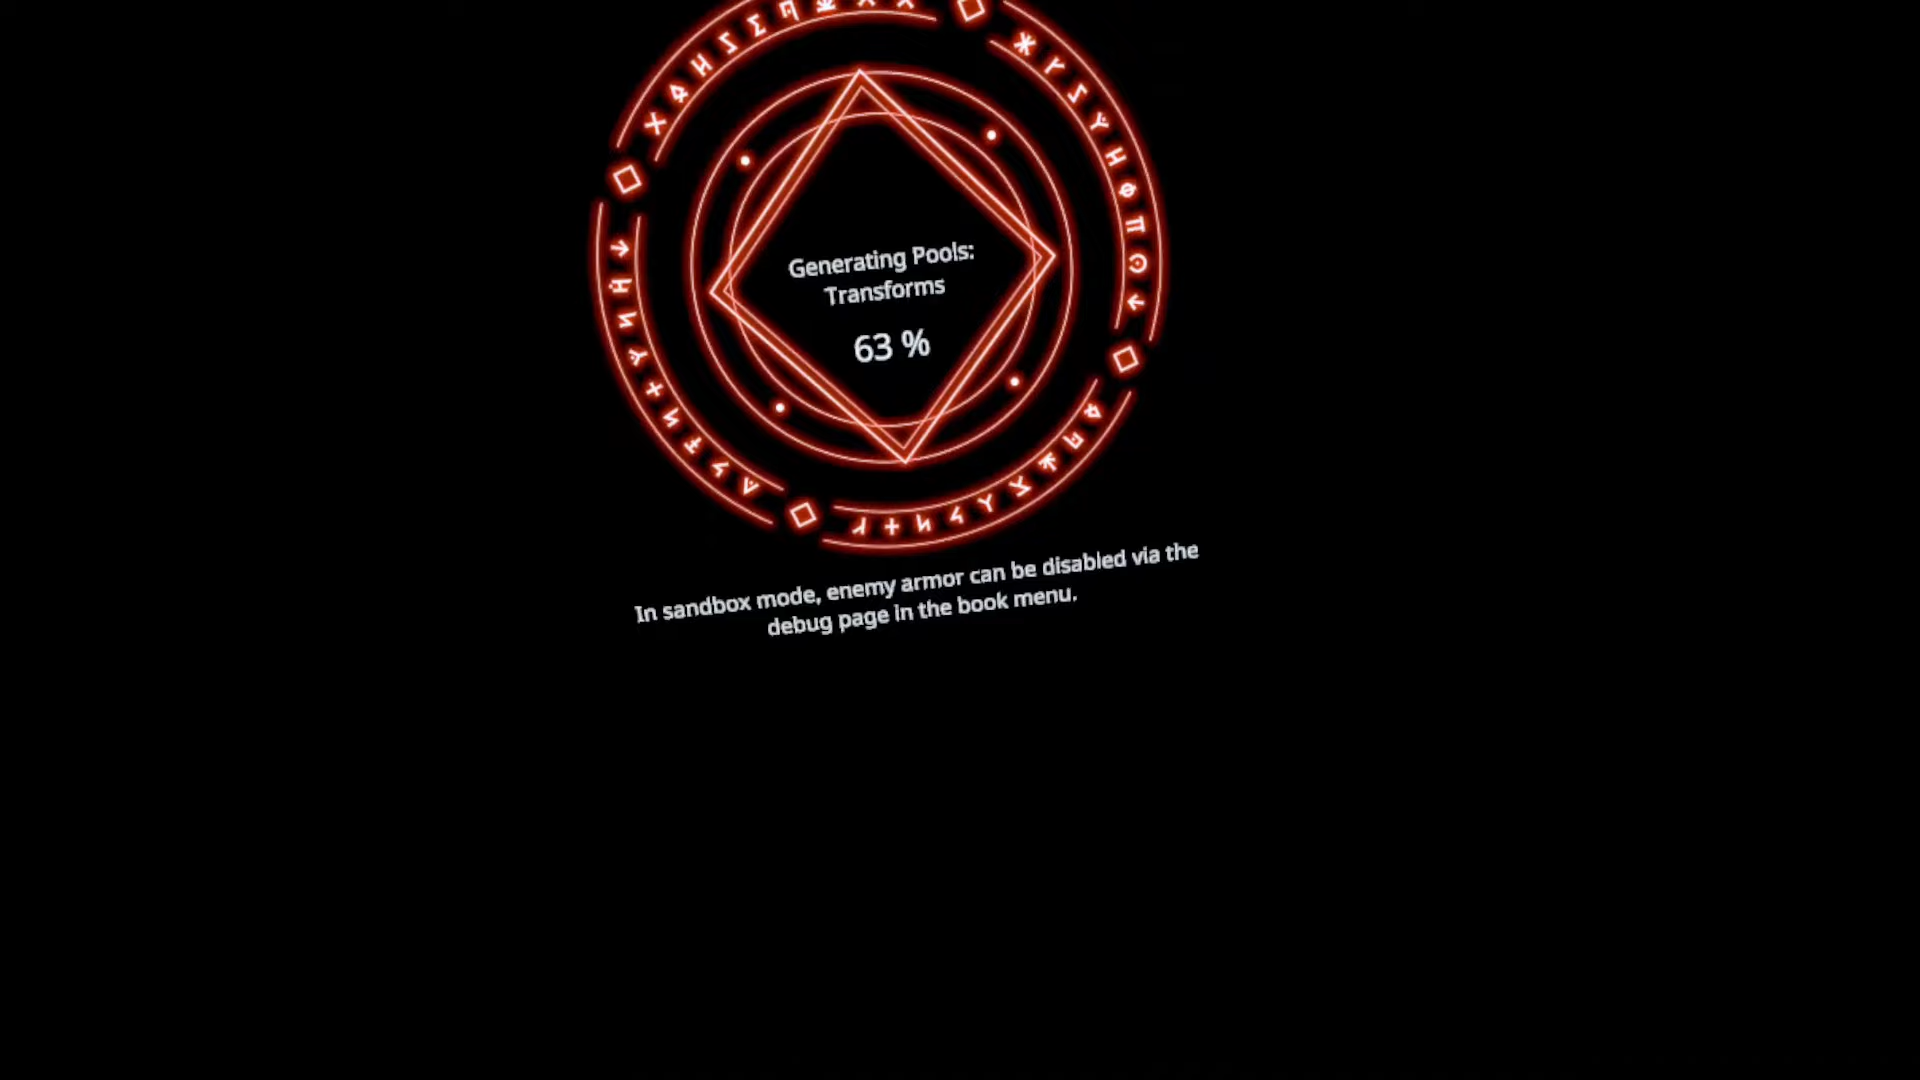 Generating Pools:
Transforms
63 %
In sandbox mode, enemy armor can be disabled via the
debug page in the book menu.